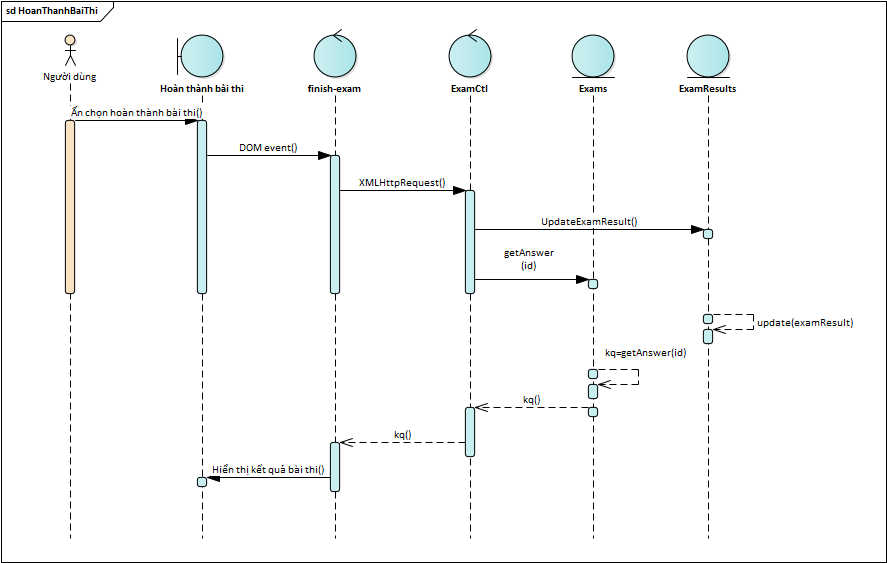 sd HoanThanhBaiThi
Người dùng
Hoàn thành bài thi
finish-exam
ExamCtl
Exams
ExamResults
Ấn chọn hoàn thành bài thi()
DOM event()
XMLHttpRequest()
UpdateExamResult()
getAnswer
(id)
update(examResult)
kq=getAnswer(id)
kq()
kq()
Hiển thị kết quả bài thi()